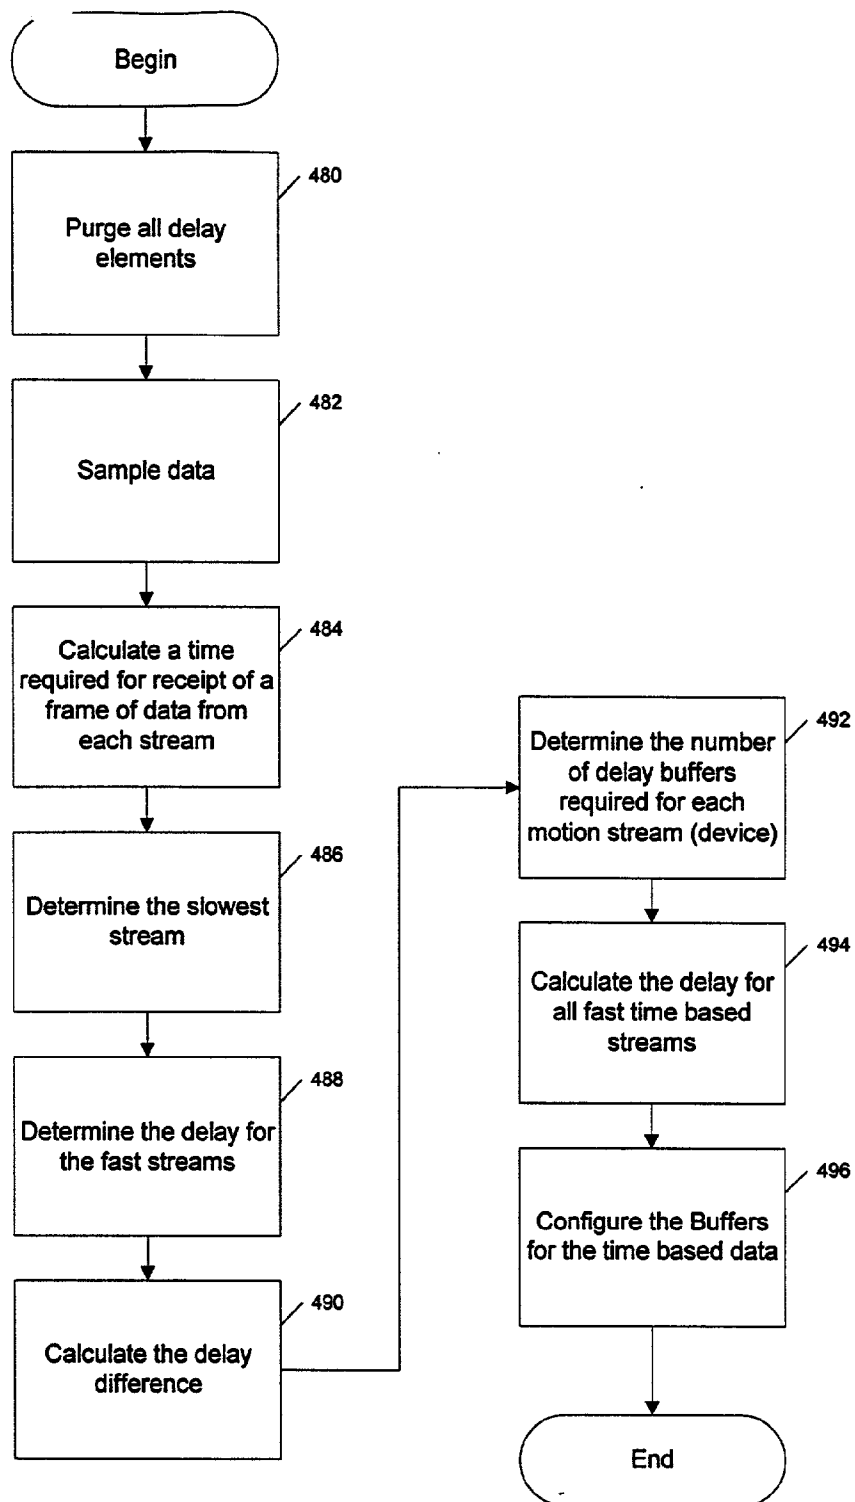 Begin
480
Purge all delay
elements
482
Sample data
484
Calculate a time
required for receipt of a
frame of data from
each stream
486
Determine the slowest
stream
488
Determine the delay for
the fast streams
490
Calculate the delay
difference
492
Determine the number
of delay buffers
required for each
motion stream (device)
494
Calculate the delay for
all fast time based
streams
496
Configure the Buffers
for the time based data
End